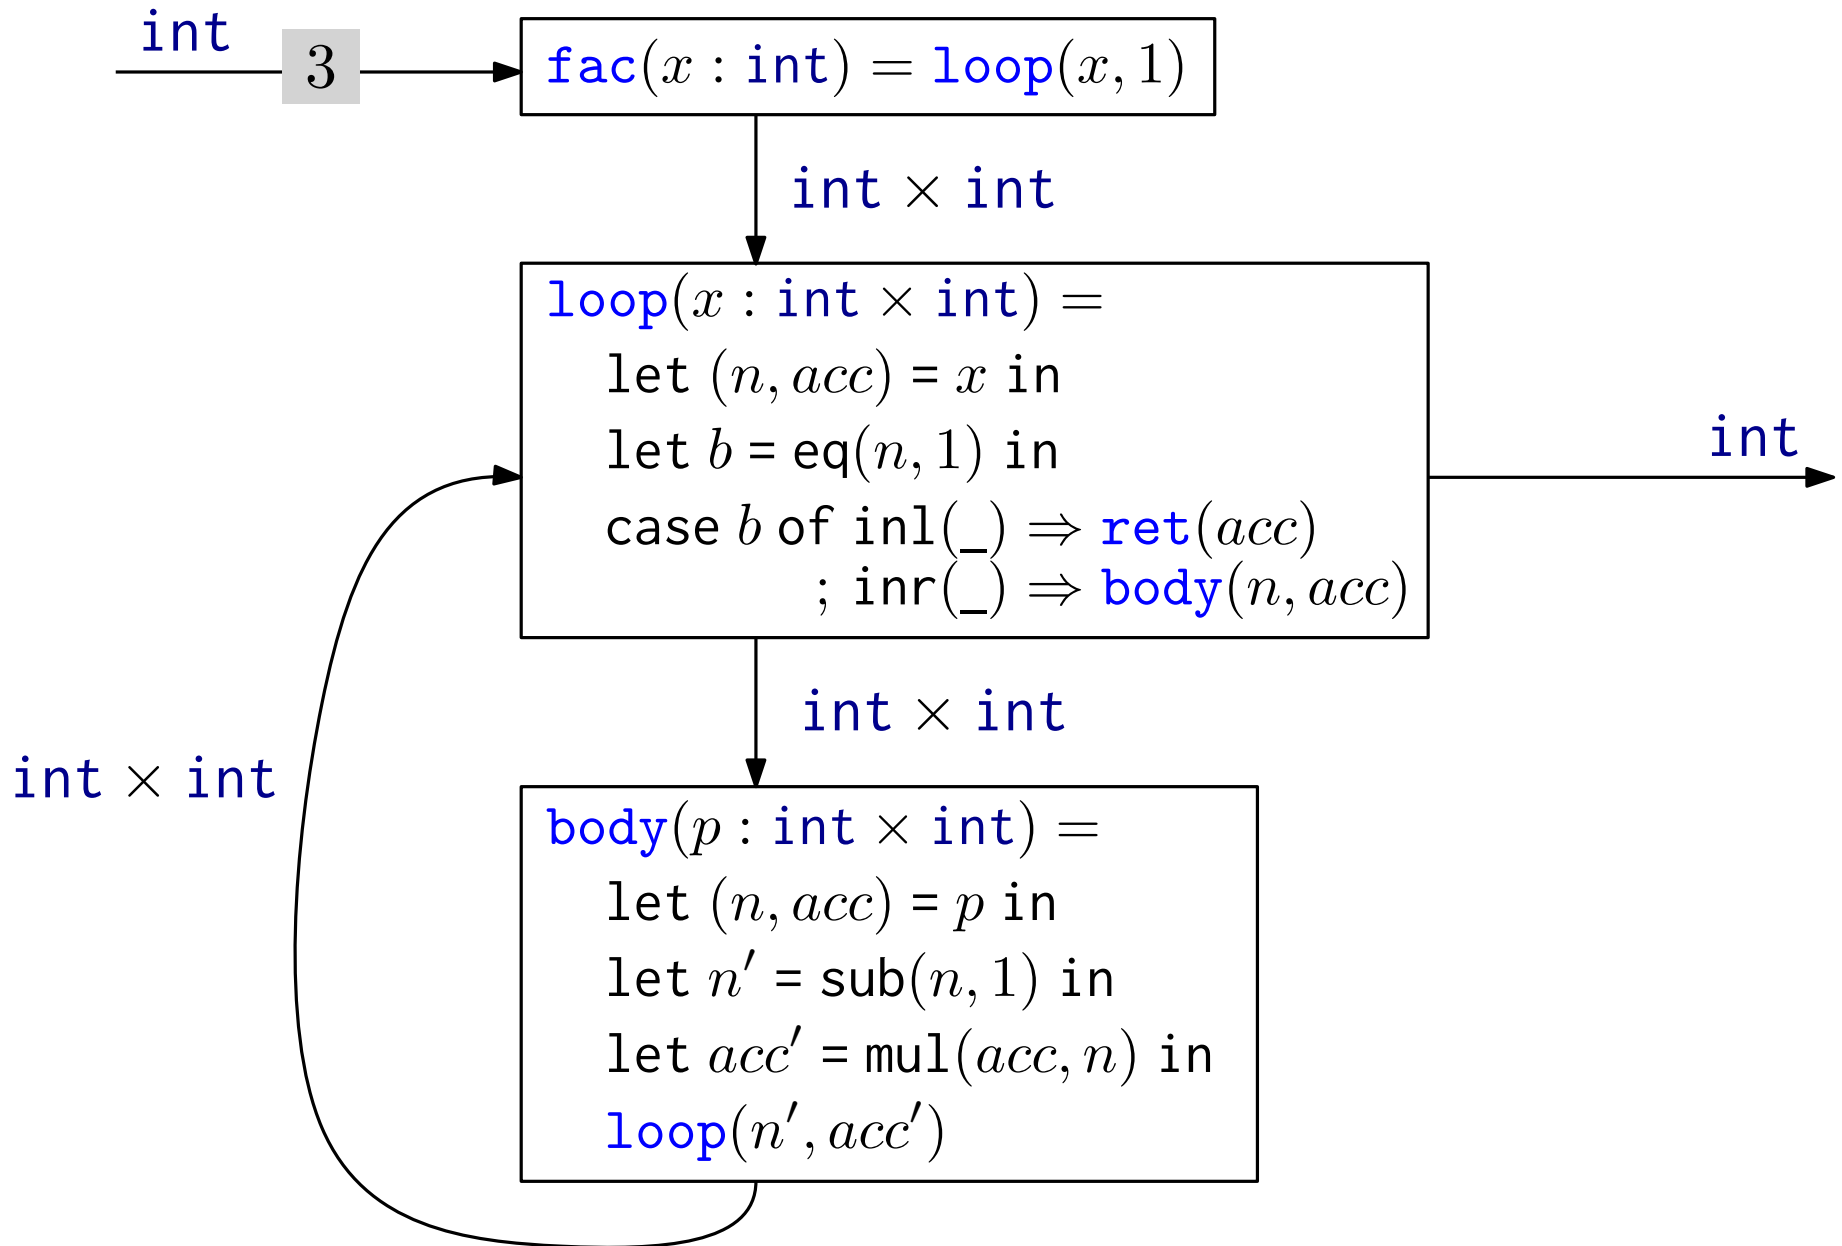 int
3
fac(x : int) = loop(x, 1)
int × int
loop(x : int × int) =
let (n, acc) = x in
let b = eq(n, 1) in
case b of inl(_) ⇒ ret(acc)
; inr(_) ⇒ body(n, acc)
int
int × int
int × int
body(p : int × int) =
let (n, acc) = p in
let n′ = sub(n, 1) in
let acc′ = mul(acc, n) in
loop(n′, acc′)